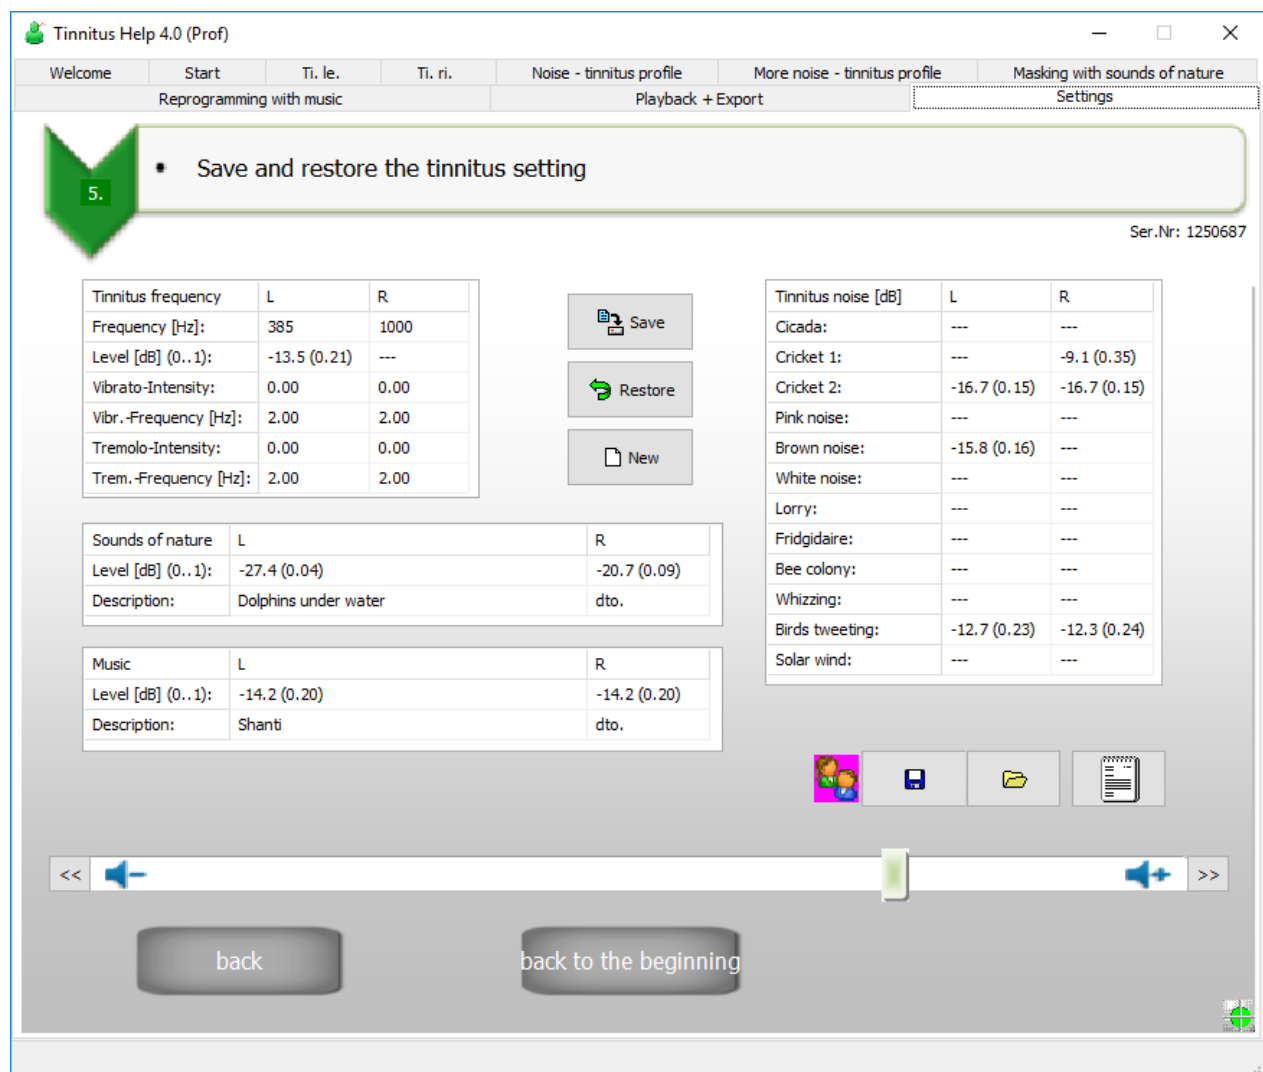 Tinnitus Help 4.0 (Prof)
Welcome Start Ti. le. Ti. ri. Noise - tinnitus profile More noise - tinnitus profile Masking with sounds of nature
Reprogramming with music Playback + Export Settings
5. • Save and restore the tinnitus setting
Ser.Nr: 1250687
Tinnitus frequency L R
Frequency [Hz]: 385 1000
Level [dB] (0..1): -13.5 (0.21) ---
Vibrato-Intensity: 0.00 0.00
Vibr.-Frequency [Hz]: 2.00 2.00
Tremolo-Intensity: 0.00 0.00
Trem.-Frequency [Hz]: 2.00 2.00
Save
Restore
New
Tinnitus noise [dB] L R
Cicada: --- ---
Cricket 1: --- -9.1 (0.35)
Cricket 2: -16.7 (0.15) -16.7 (0.15)
Pink noise: --- ---
Brown noise: -15.8 (0.16) ---
White noise: --- ---
Lorry: --- ---
Fridgidaire: --- ---
Bee colony: --- ---
Whizzing: --- ---
Birds tweeting: -12.7 (0.23) -12.3 (0.24)
Solar wind: --- ---
Sounds of nature L R
Level [dB] (0..1): -27.4 (0.04) -20.7 (0.09)
Description: Dolphins under water dto.
Music L R
Level [dB] (0..1): -14.2 (0.20) -14.2 (0.20)
Description: Shanti dto.
<< >>
back back to the beginning